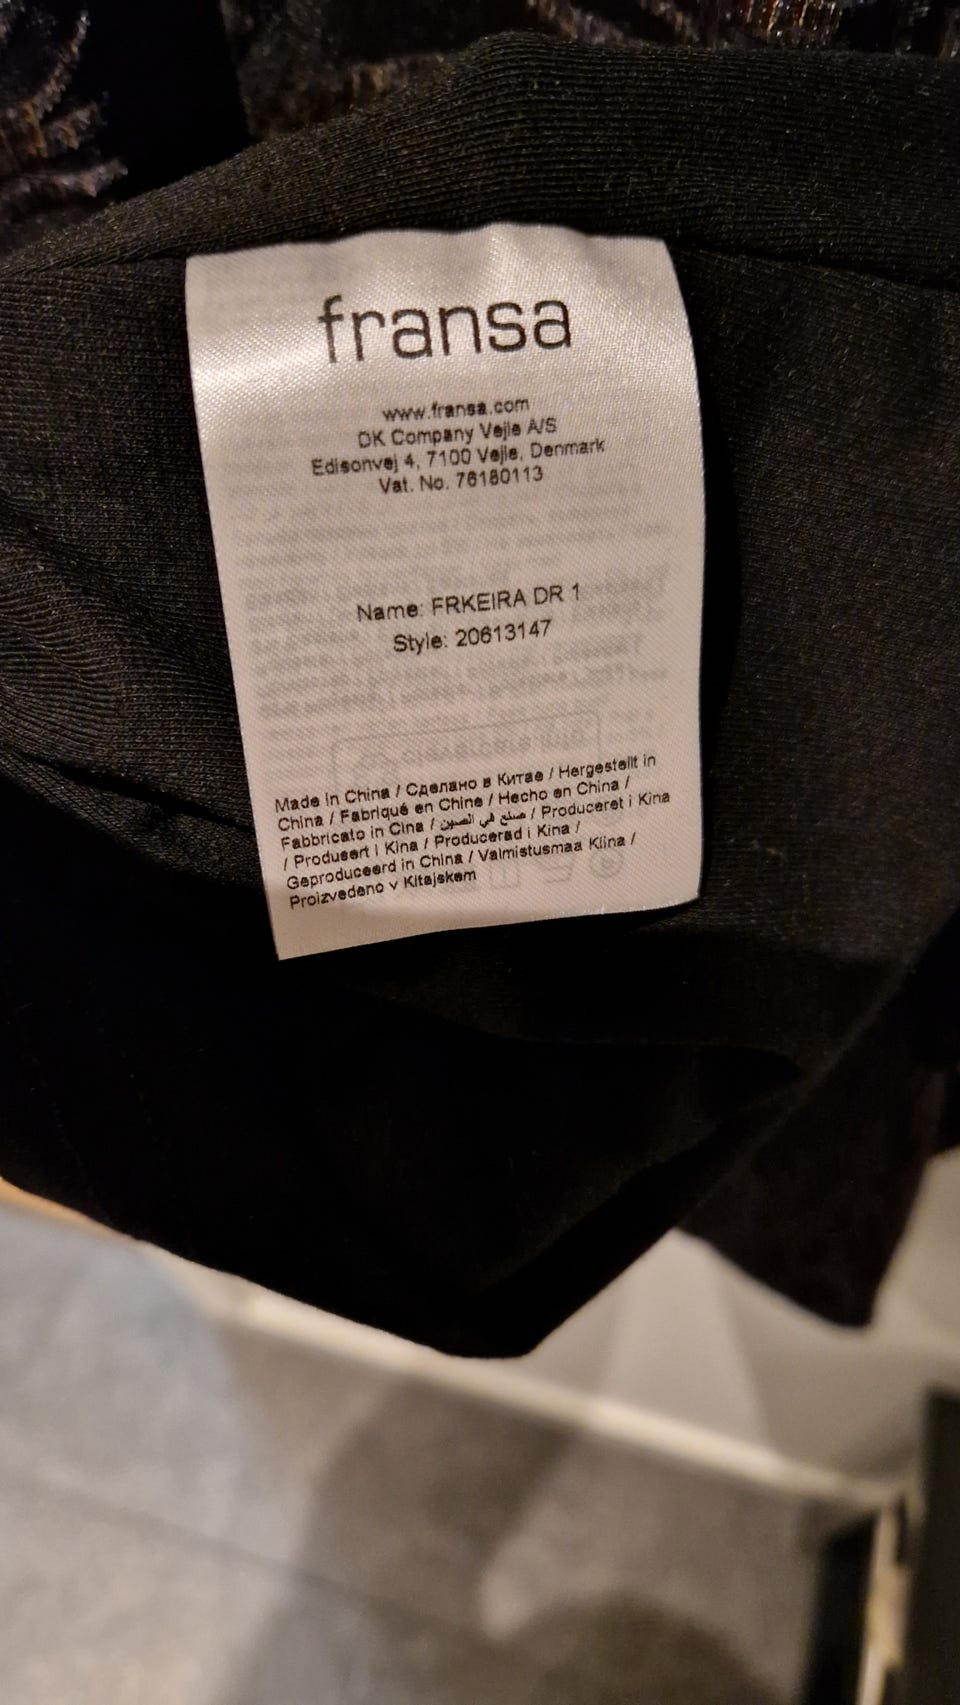 fransa
www.fransa.com
DK Company Vejle A/S
Edisonvej 4, 7100 Vejle, Denmark
Vat. No. 76180113
Name: FRKEIRA DR 1
Style: 20613147
Made in China / Сделано в Китае / Hergestellt in
China / Fabriqué en Chine / Hecho en China /
Fabbricato in Cina / صنع في الصين / Produceret i Kina
/ Produsert i Kina / Producerad i Kina /
Geproduceerd in China / Valmistusmaa Kiina /
Proizvedeno v Kitajskem